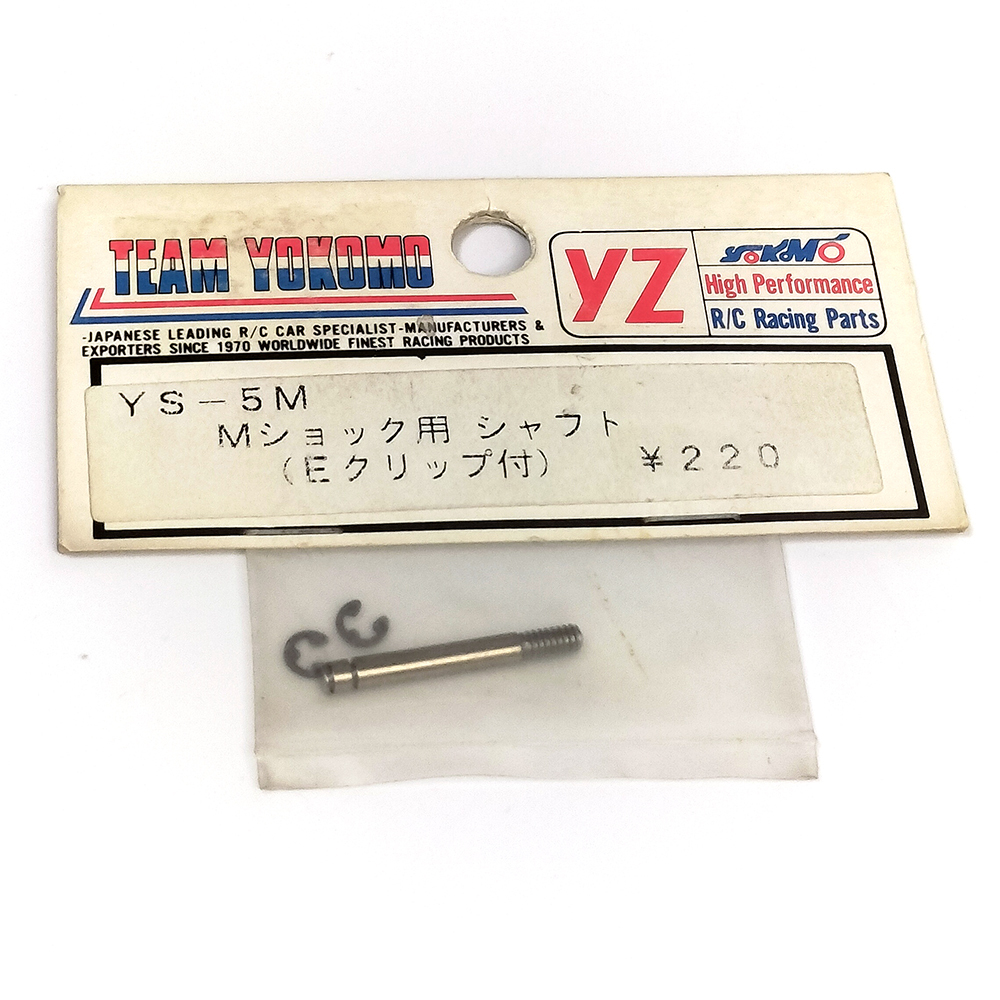 TEAM YOKOMO
-JAPANESE LEADING R/C CAR SPECIALIST-MANUFACTURERS &
EXPORTERS SINCE 1970 WORLDWIDE FINEST RACING PRODUCTS
YZ
YOKOMO
High Performance
R/C Racing Parts
YS-5M
Mショック用 シャフト
(Eクリップ付) ¥220